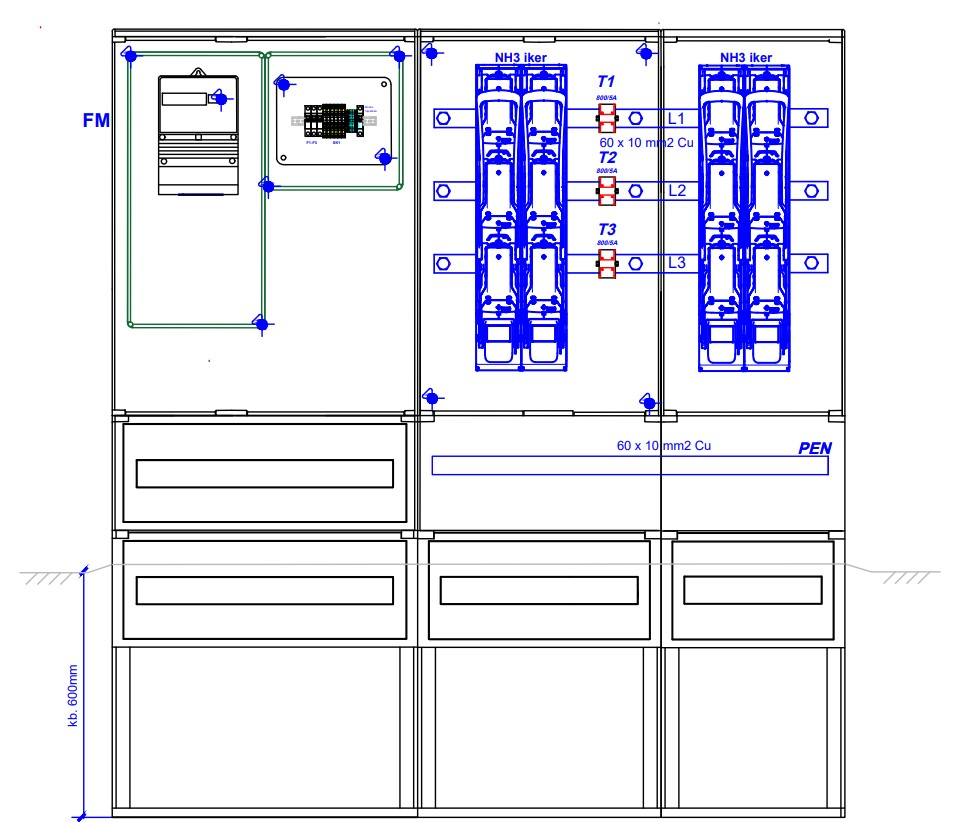 NH3 iker
NH3 iker
T1
800/5A
FM
L1
60 x 10 mm2 Cu
T2
800/5A
L2
T3
800/5A
L3
60 x 10 mm2 Cu
PEN
kb. 600mm